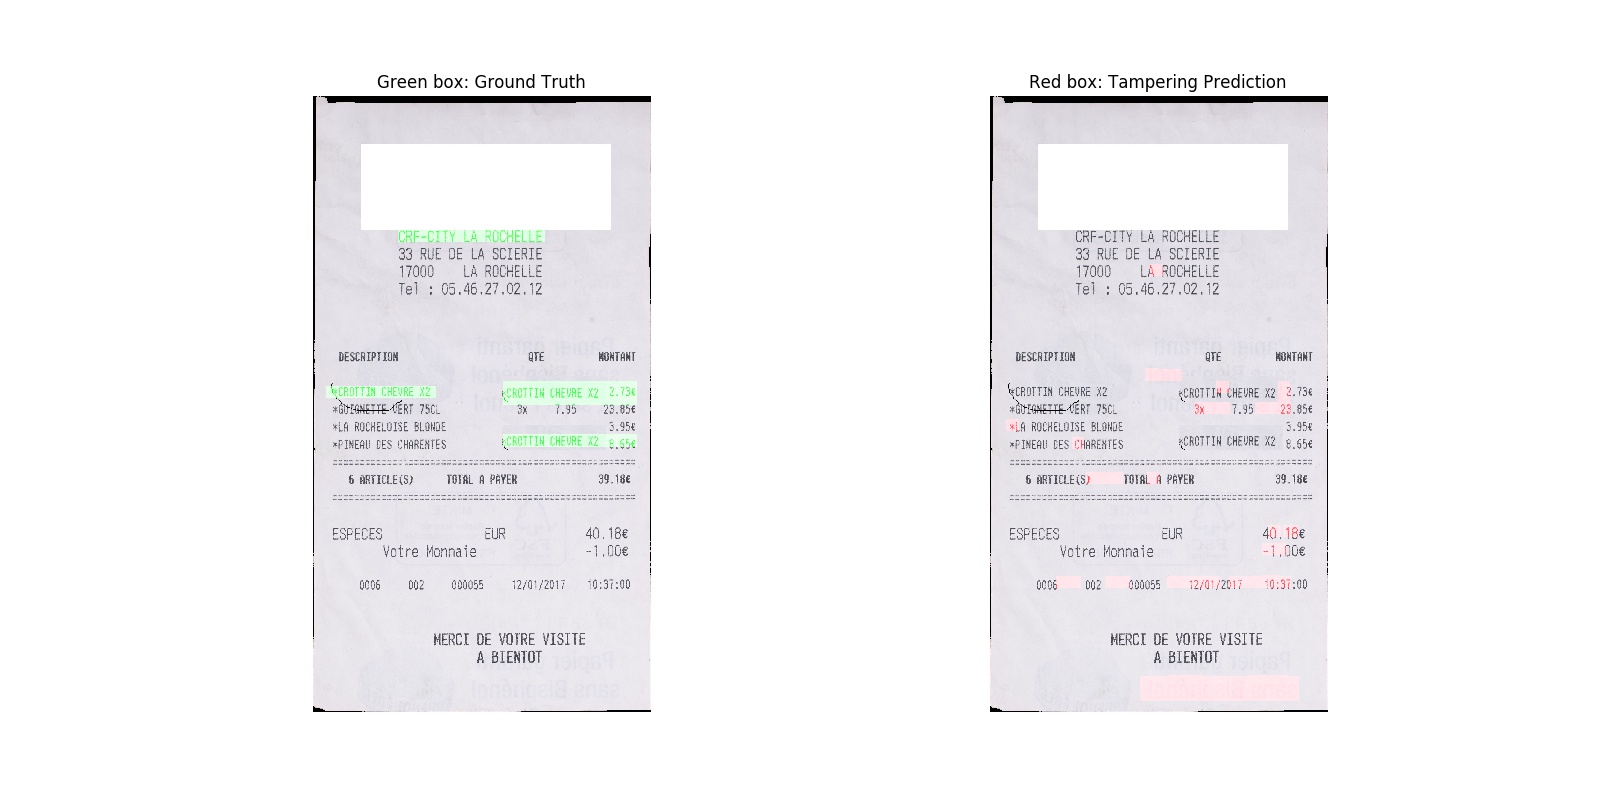 Green box: Ground Truth
CRF-CITY LA ROCHELLE
33 RUE DE LA SCIERIE
17000 LA ROCHELLE
Tel : 05.46.27.02.12
DESCRIPTION QTE MONTANT
*CROTTIN CHEVRE X2 *CROTTIN CHEVRE X2 2.73€
*GUIGNETTE VERT 75CL 3x 7.95 23.85€
*LA ROCHELOISE BLONDE 3.95€
*PINEAU DES CHARENTES *CROTTIN CHEVRE X2 8.65€
6 ARTICLE(S) TOTAL A PAYER 39.18€
ESPECES EUR 40.18€
Votre Monnaie -1,00€
0006 002 000055 12/01/2017 10:37:00
MERCI DE VOTRE VISITE
A BIENTOT
Red box: Tampering Prediction
CRF-CITY LA ROCHELLE
33 RUE DE LA SCIERIE
17000 LA ROCHELLE
Tel : 05.46.27.02.12
DESCRIPTION QTE MONTANT
*CROTTIN CHEVRE X2 *CROTTIN CHEVRE X2 2.73€
*GUIGNETTE VERT 75CL 3x 7.95 23.85€
*LA ROCHELOISE BLONDE 3.95€
*PINEAU DES CHARENTES *CROTTIN CHEVRE X2 8.65€
6 ARTICLE(S) TOTAL A PAYER 39.18€
ESPECES EUR 40.18€
Votre Monnaie -1,00€
0006 002 000055 12/01/2017 10:37:00
MERCI DE VOTRE VISITE
A BIENTOT